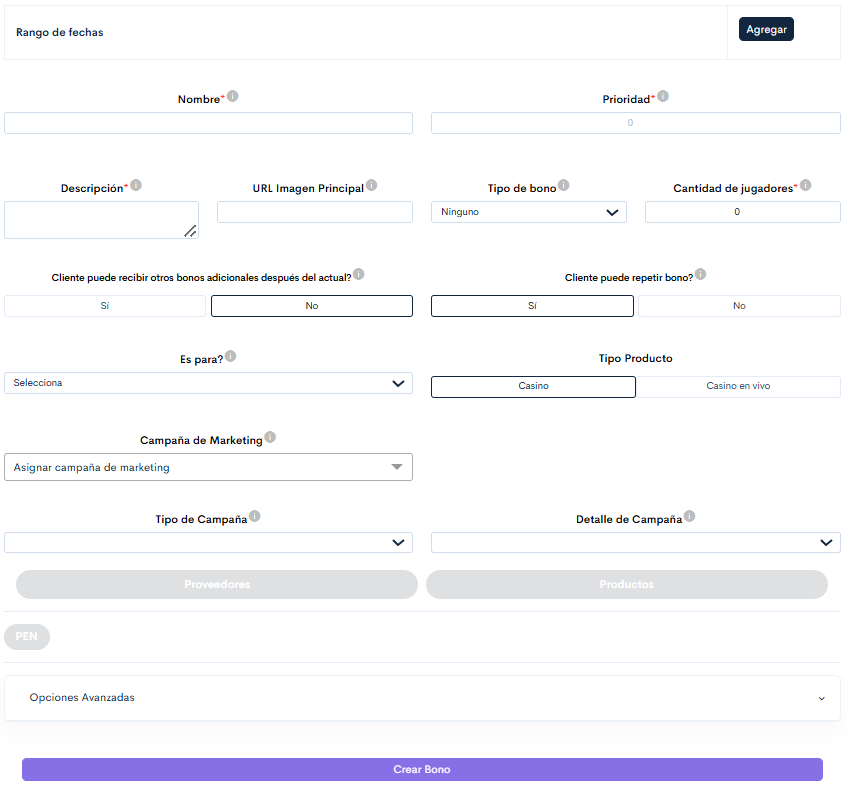 Rango de fechas
Agregar
Nombre*
Prioridad*
0
Descripción*
URL Imagen Principal
Tipo de bono
Cantidad de jugadores*
Ninguno
0
Cliente puede recibir otros bonos adicionales después del actual?
Cliente puede repetir bono?
Sí
No
Sí
No
Es para?
Tipo Producto
Selecciona
Casino
Casino en vivo
Campaña de Marketing
Asignar campaña de marketing
Tipo de Campaña
Detalle de Campaña
Proveedores
Productos
PEN
Opciones Avanzadas
Crear Bono